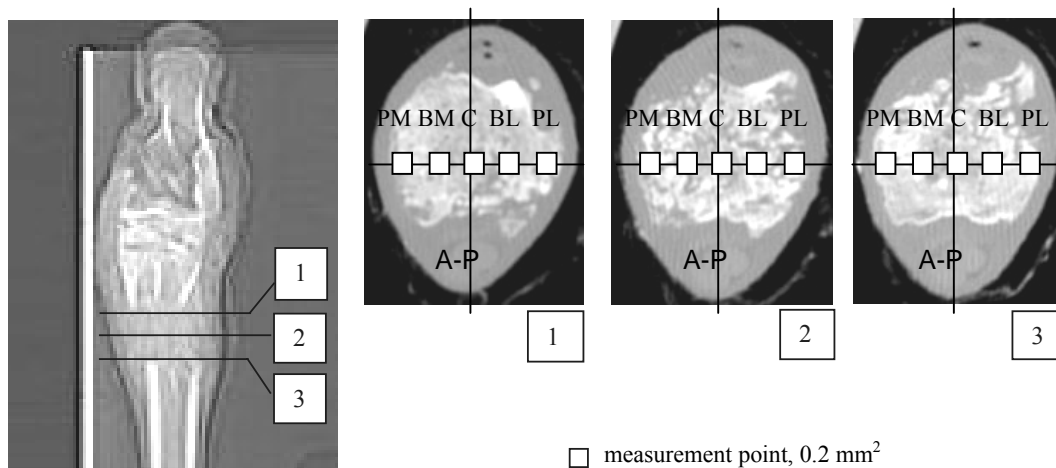 1
2
3
PM BM C BL PL
A-P
1
PM BM C BL PL
A-P
2
PM BM C BL PL
A-P
3
measurement point, 0.2 mm²